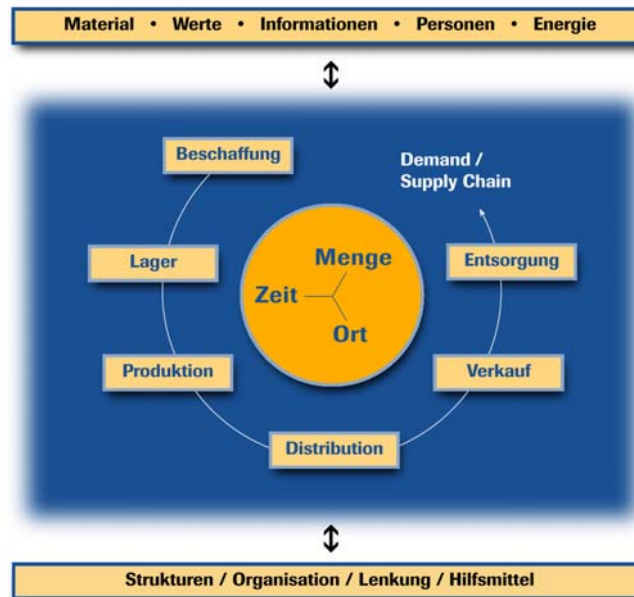 Material • Werte • Informationen • Personen • Energie
Beschaffung
Demand /
Supply Chain
Lager
Entsorgung
Menge
Zeit
Ort
Produktion
Verkauf
Distribution
Strukturen / Organisation / Lenkung / Hilfsmittel